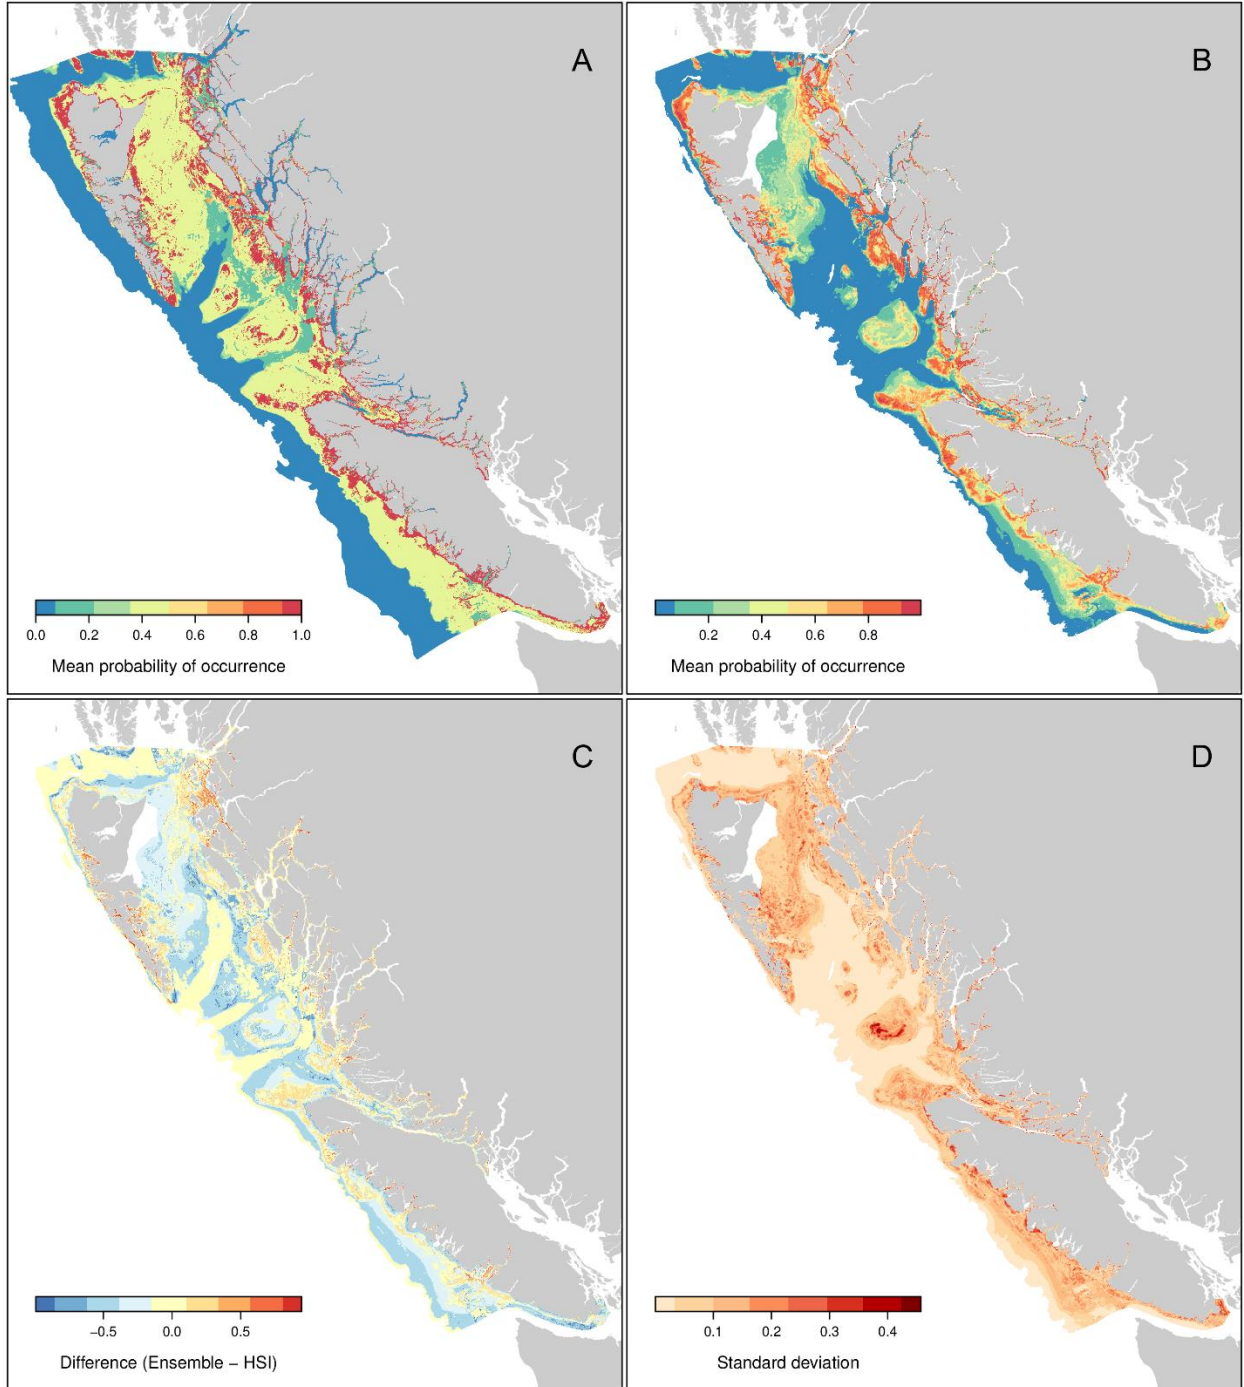 A
0.0 0.2 0.4 0.6 0.8 1.0
Mean probability of occurrence
B
0.2 0.4 0.6 0.8
Mean probability of occurrence
C
−0.5 0.0 0.5
Difference (Ensemble − HSI)
D
0.1 0.2 0.3 0.4
Standard deviation